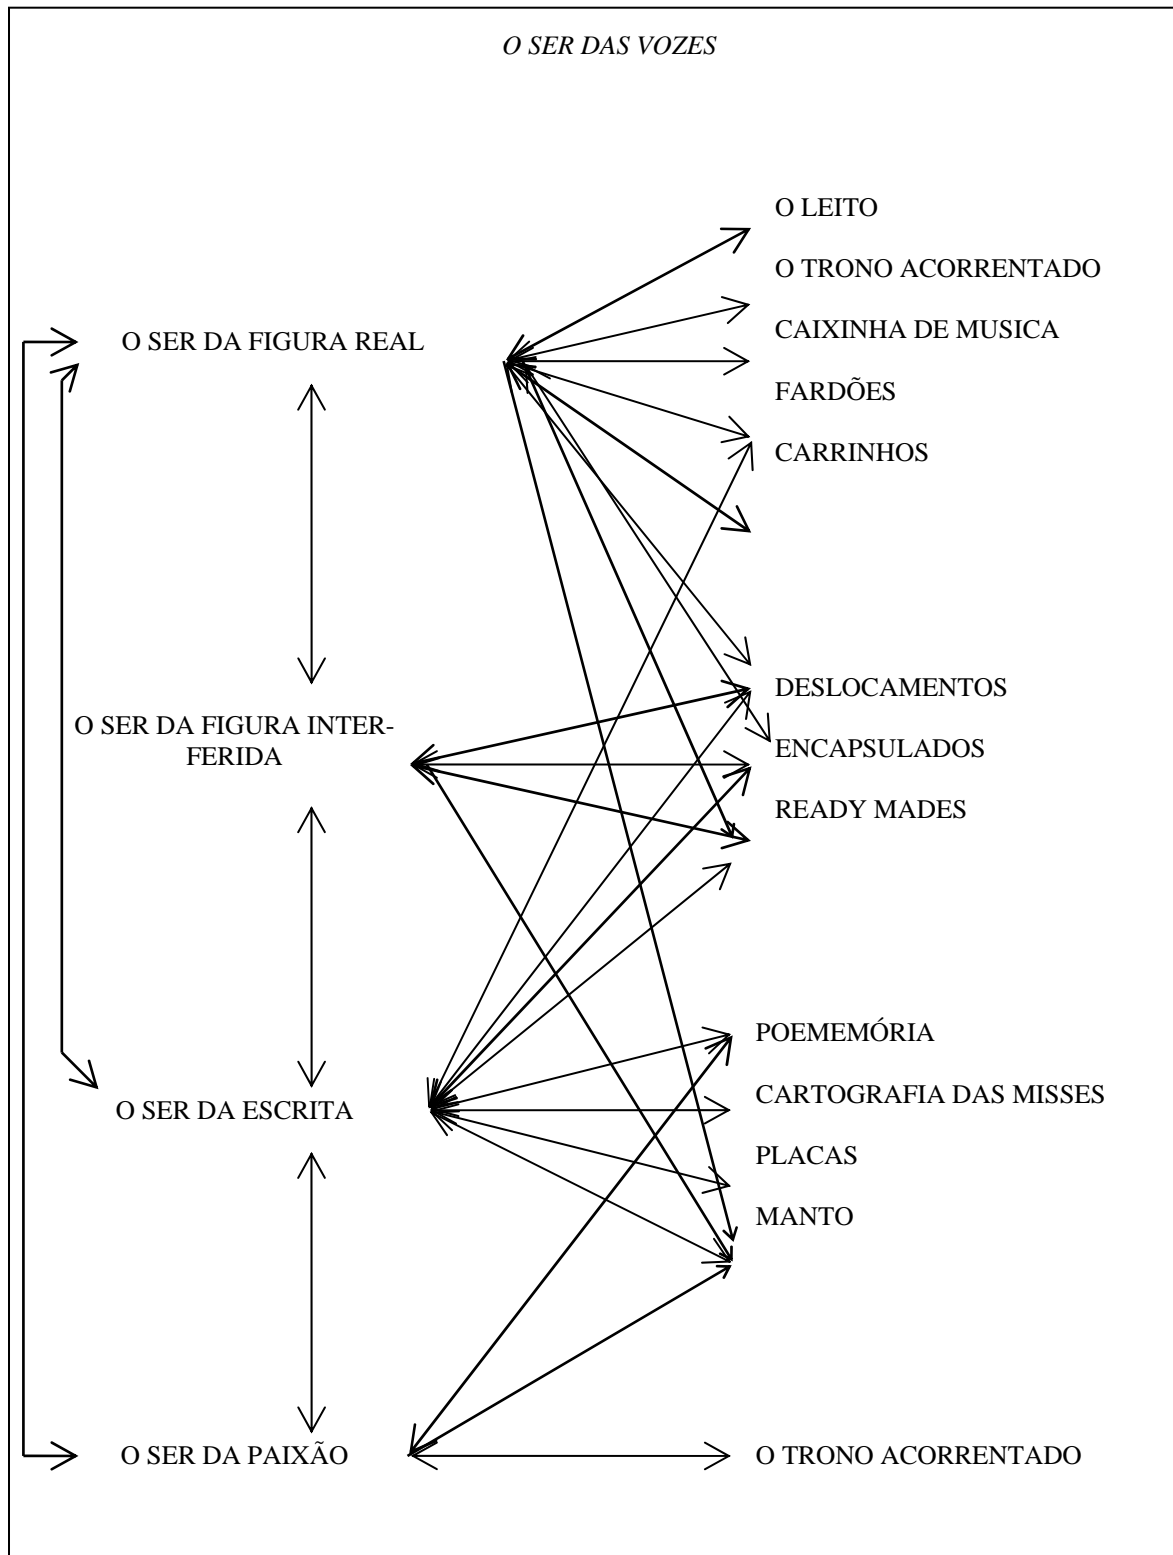 O SER DAS VOZES
O LEITO
O TRONO ACORRENTADO
CAIXINHA DE MUSICA
O SER DA FIGURA REAL
FARDÕES
CARRINHOS
DESLOCAMENTOS
O SER DA FIGURA INTER-
FERIDA
ENCAPSULADOS
READY MADES
POEMEMÓRIA
CARTOGRAFIA DAS MISSES
O SER DA ESCRITA
PLACAS
MANTO
O SER DA PAIXÃO
O TRONO ACORRENTADO